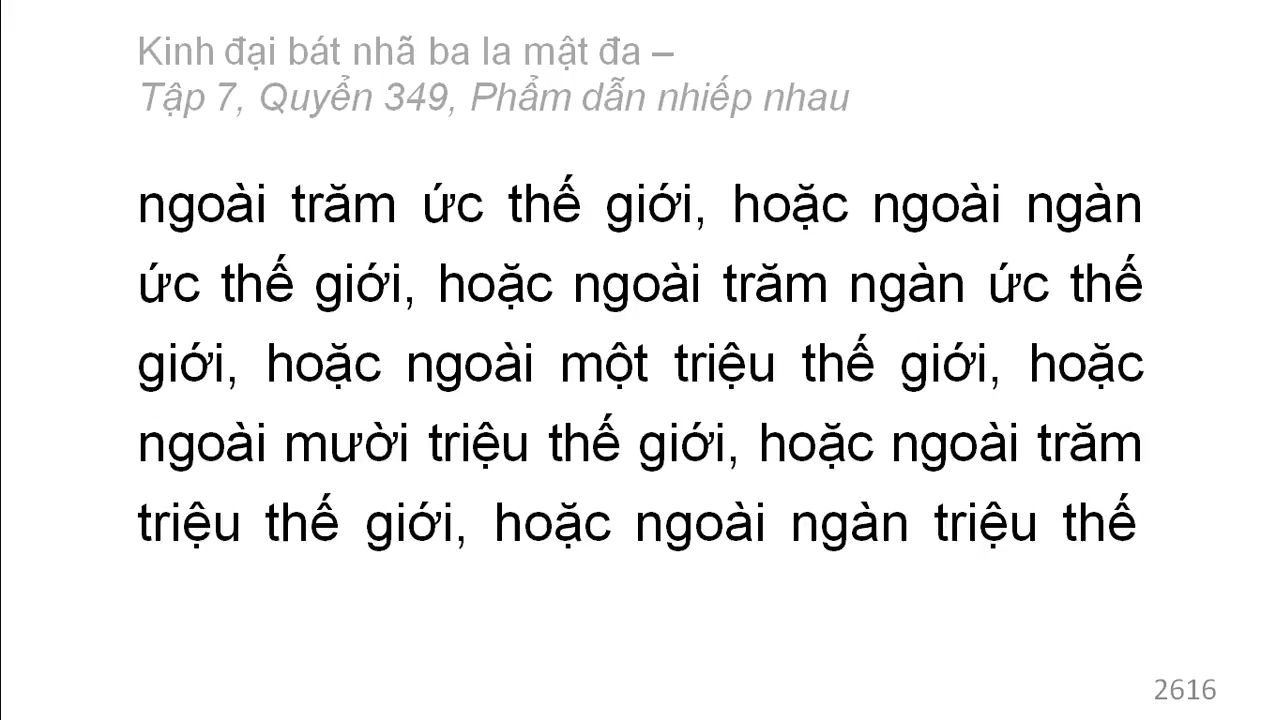 Kinh đại bát nhã ba la mật đa –
Tập 7, Quyển 349, Phẩm dẫn nhiếp nhau
ngoài trăm ức thế giới, hoặc ngoài ngàn
ức thế giới, hoặc ngoài trăm ngàn ức thế
giới, hoặc ngoài một triệu thế giới, hoặc
ngoài mười triệu thế giới, hoặc ngoài trăm
triệu thế giới, hoặc ngoài ngàn triệu thế
2616